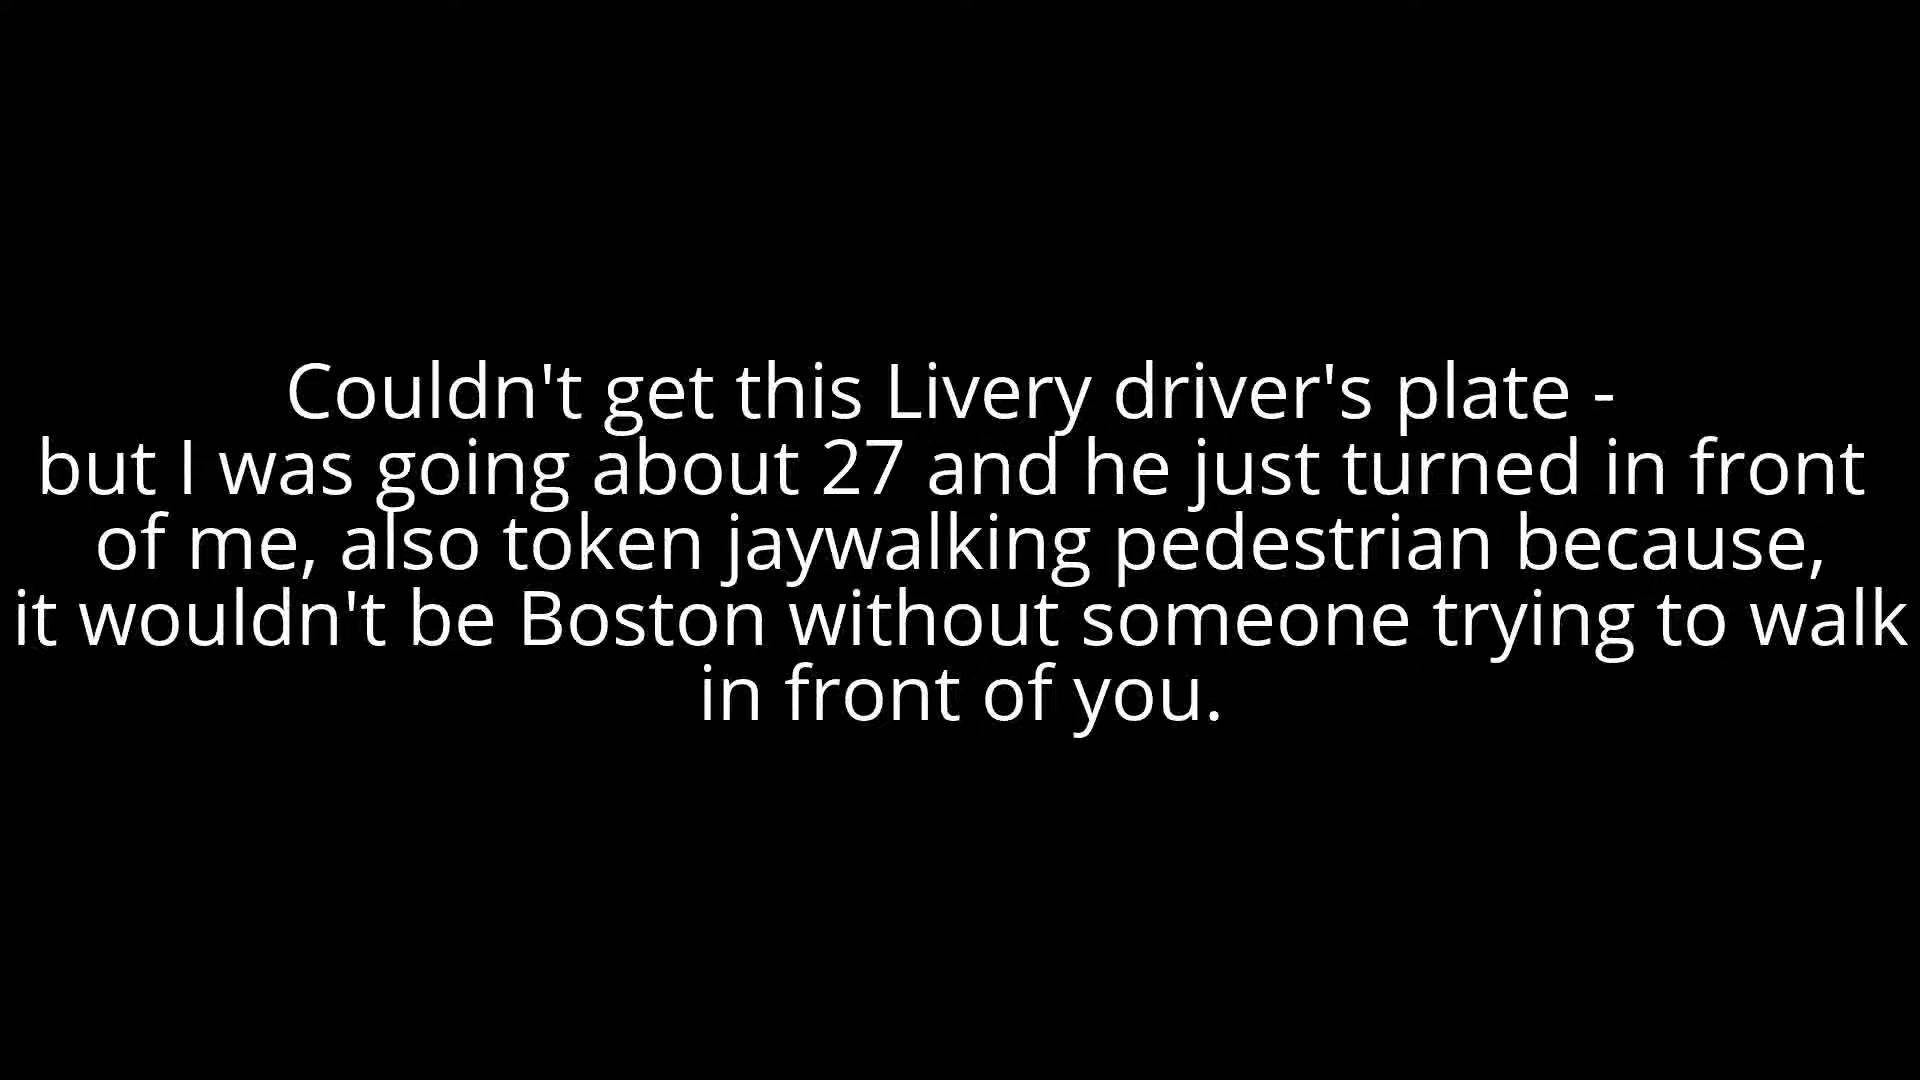 Couldn't get this Livery driver's plate -
but I was going about 27 and he just turned in front
of me, also token jaywalking pedestrian because,
it wouldn't be Boston without someone trying to walk
in front of you.